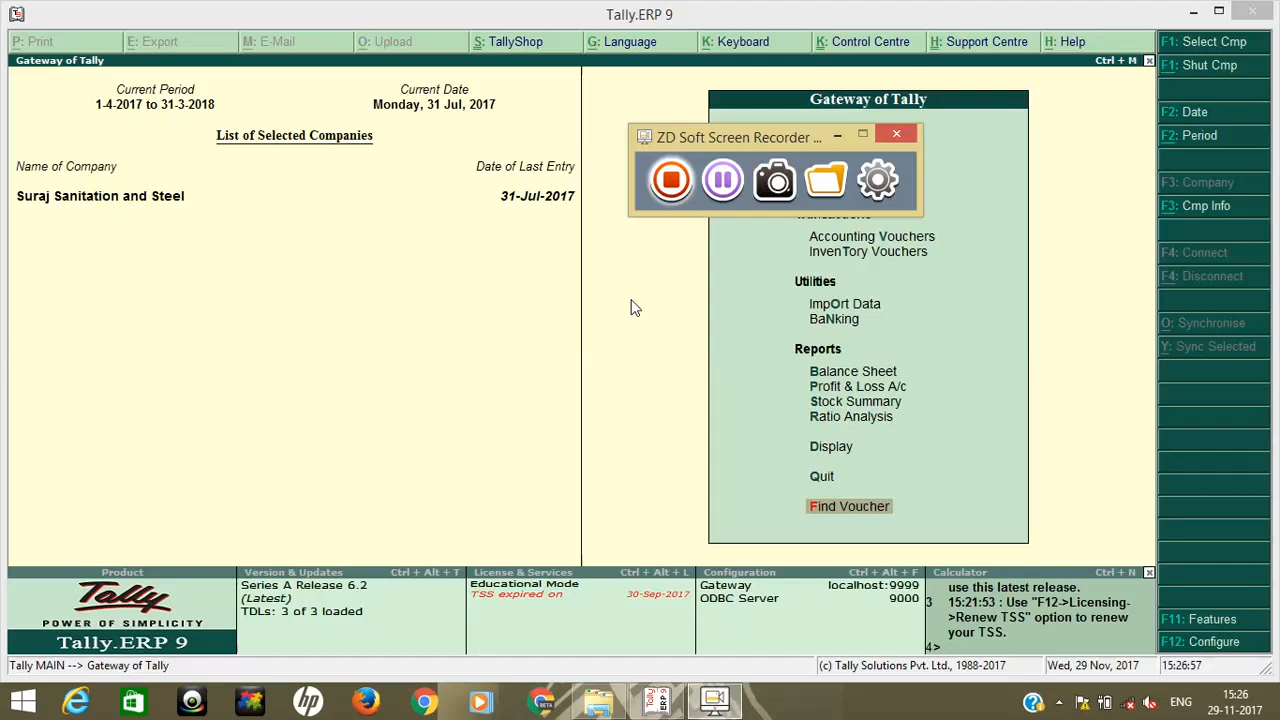 Tally.ERP 9
P: Print
E: Export
M: E-Mail
O: Upload
S: TallyShop
G: Language
K: Keyboard
K: Control Centre
H: Support Centre
H: Help
F1: Select Cmp
Gateway of Tally
Ctrl + M
F1: Shut Cmp
Current Period
1-4-2017 to 31-3-2018
Current Date
Monday, 31 Jul, 2017
List of Selected Companies
Name of Company
Date of Last Entry
Suraj Sanitation and Steel
31-Jul-2017
Gateway of Tally
ZD Soft Screen Recorder ...
Accounting Vouchers
InvenTory Vouchers
Utilities
ImpOrt Data
BaNking
Reports
Balance Sheet
Profit & Loss A/c
Stock Summary
Ratio Analysis
Display
Quit
Find Voucher
F2: Date
F2: Period
F3: Company
F3: Cmp Info
F4: Connect
F4: Disconnect
O: Synchronise
Y: Sync Selected
F11: Features
F12: Configure
Product
Tally
POWER OF SIMPLICITY
Tally.ERP 9
Version & Updates
Ctrl + Alt + T
Series A Release 6.2
(Latest)
TDLs: 3 of 3 loaded
License & Services
Ctrl + Alt + L
Educational Mode
TSS expired on
30-Sep-2017
Configuration
Ctrl + Alt + F
Gateway
localhost:9999
ODBC Server
9000
Calculator
Ctrl + N
use this latest release.
3 15:21:53 : Use "F12->Licensing-
>Renew TSS" option to renew
your TSS.
4>
Tally MAIN --> Gateway of Tally
(c) Tally Solutions Pvt. Ltd., 1988-2017
Wed, 29 Nov, 2017
15:26:57
hp
BETA
Tally
ERP 9
ENG
15:26
29-11-2017